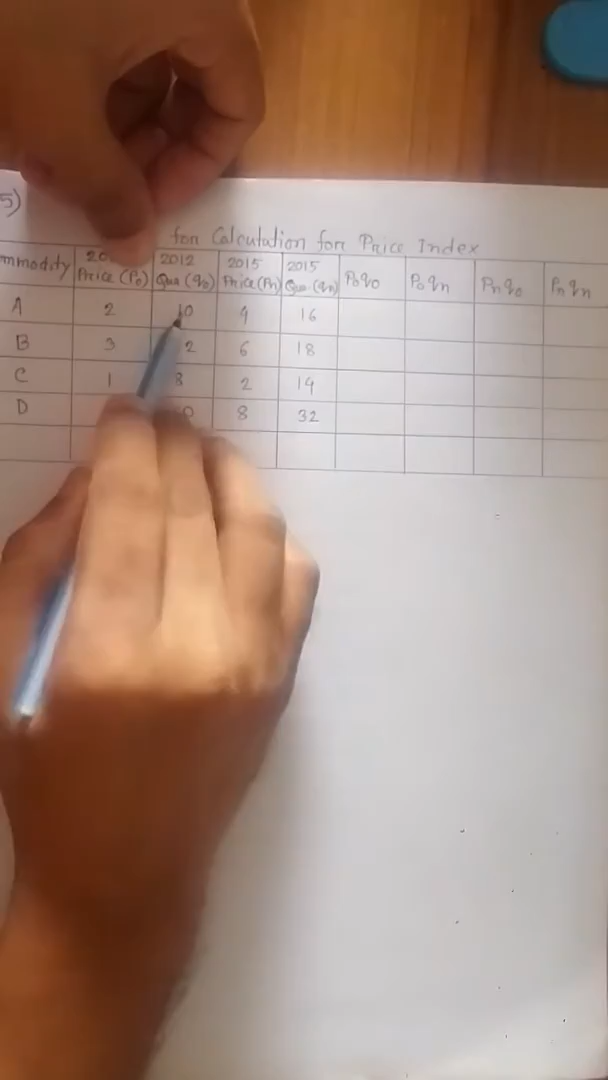 5)
for Calculation for Price Index
mmodity Price (P₀) 2012 Qua (q₀) 2015 Price (Pn) 2015 Qua. (qn) P₀q₀ P₀qn Pnq₀ Pnqn
A 2 10 4 16
B 3 2 6 18
C 1 8 2 14
D 0 8 32